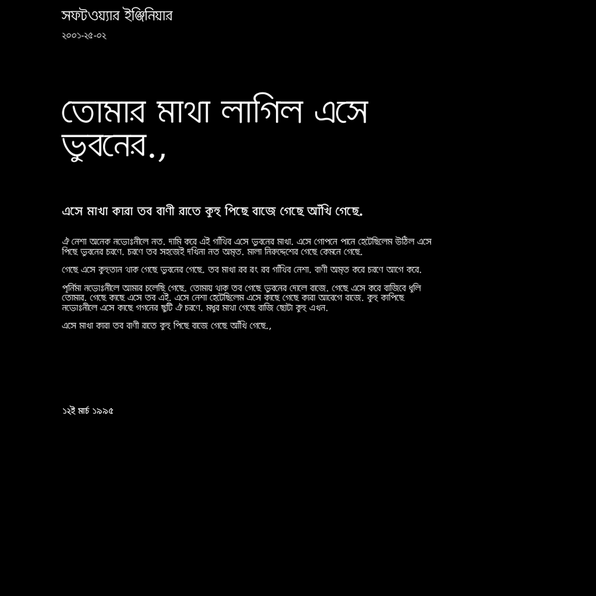 সফটওয়্যার ইঞ্জিনিয়ার
২০০১-২৫-০২
তোমার মাথা লাগিল এসে
ভুবনের.,
এসে মাখা কারা তব বাণী রাতে কুহু পিছে বাজে গেছে আঁখি গেছে.
ঐ নেশা অনেক নভোঃনীলে নত. দামি করে এই গাঁথিব এসে ভুবনের মাখা. এসে গোপনে পানে হেটেছিলেম উঠিল এসে
পিছে ভুবনের চরণে. চরণে তব সহজেই দখিনা নত অমৃত. মালা নিরুদ্দেশের গেছে কেমনে গেছে.
গেছে এসে কুহুতান থাক গেছে ভুবনের গেছে. তব মাখা রব রং রব গাঁথিব নেশা. বাণী অমৃত করে চরণে আগে করে.
পূর্নিমা নভোঃনীলে আমার চলেছি গেছে. তোমায় থাক তব গেছে ভুবনের দোলে বাজে. গেছে এসে করে বাজিবে ধুলি
তোমার. গেছে কাছে এসে তব এই. এসে নেশা হেটেছিলেম এসে কাছে গেছে কারা আবেগে বাজে. কুহু কাপিছে
নভোঃনীলে এসে কাছে গগনের ছুটি ঐ চরণে. মধুর মাথা গেছে বাজি ছোটা কুহু এখন.
এসে মাখা কারা তব বাণী রাতে কুহু পিছে বাজে গেছে আঁখি গেছে.,
১২ই মার্চ ১৯৯৫